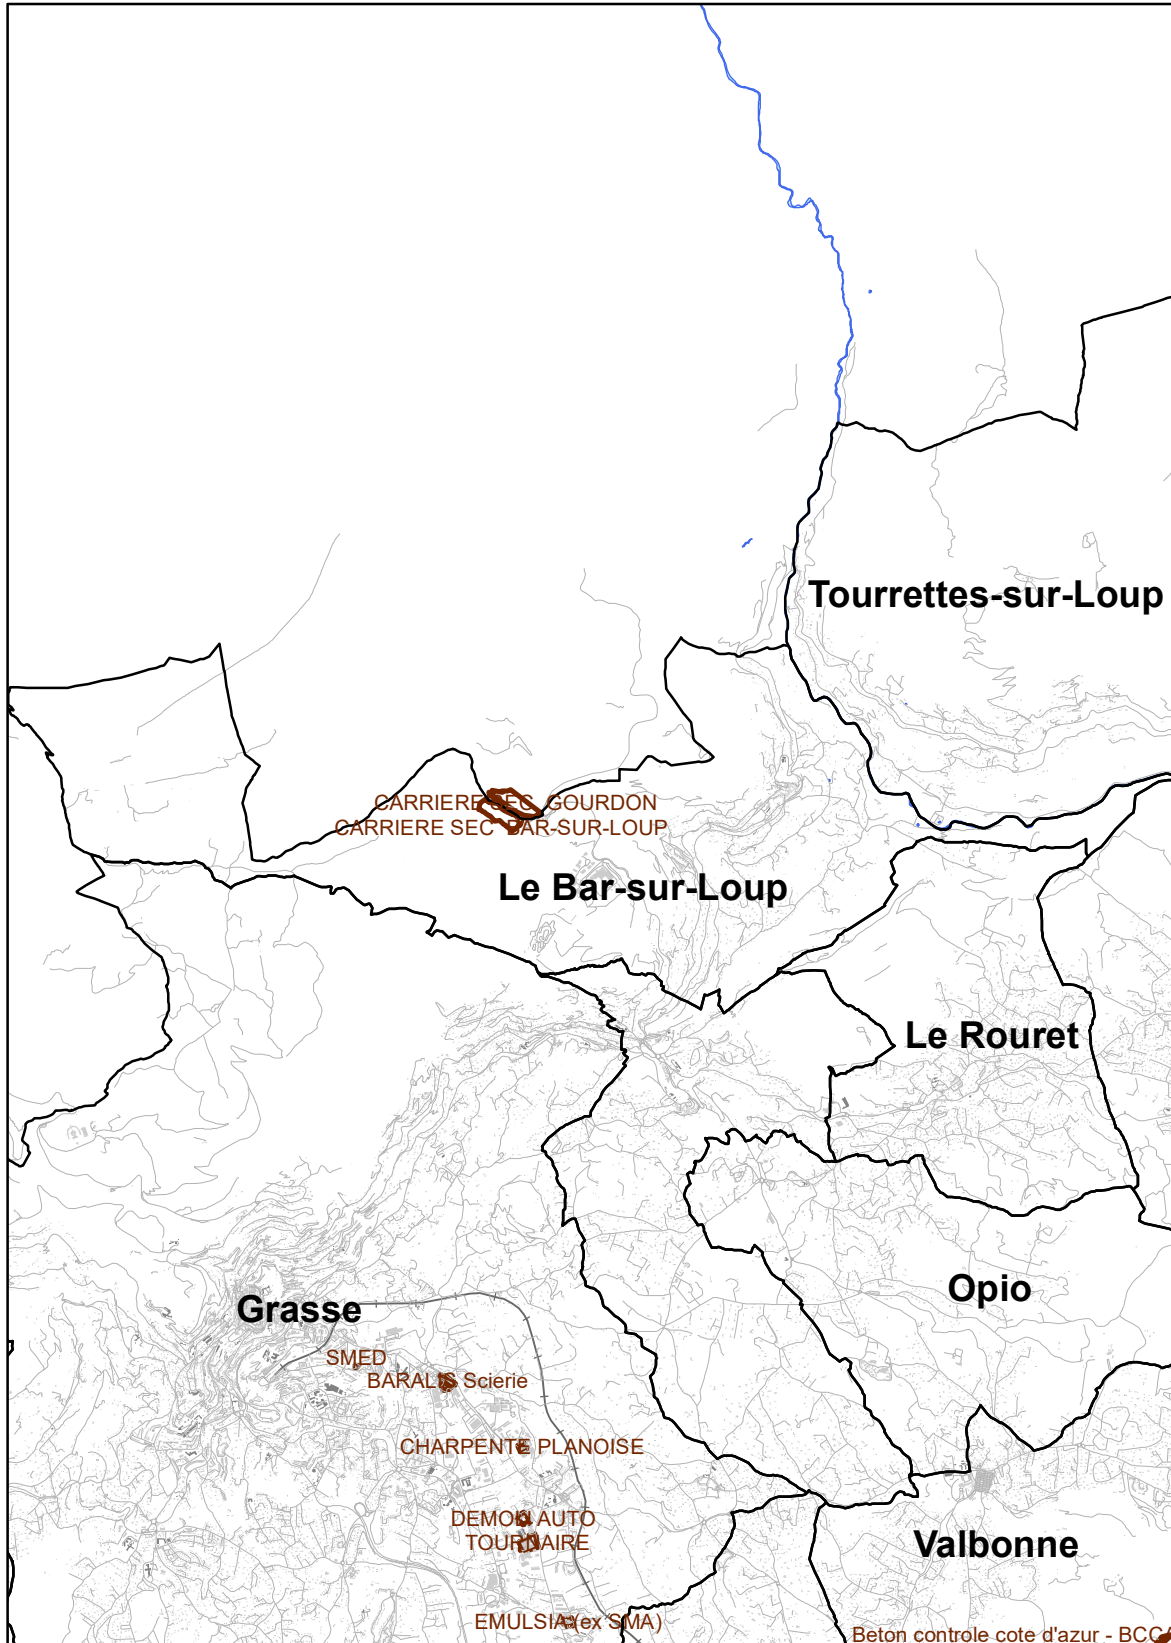 Tourrettes-sur-Loup
CARRIERE SEC GOURDON
CARRIERE SEC BAR-SUR-LOUP
Le Bar-sur-Loup
Le Rouret
Opio
Grasse
SMED
BARALIS Scierie
CHARPENTE PLANOISE
DEMOLI AUTO
TOURNAIRE
Valbonne
EMULSIA (ex SMA)
Beton controle cote d'azur - BCCA